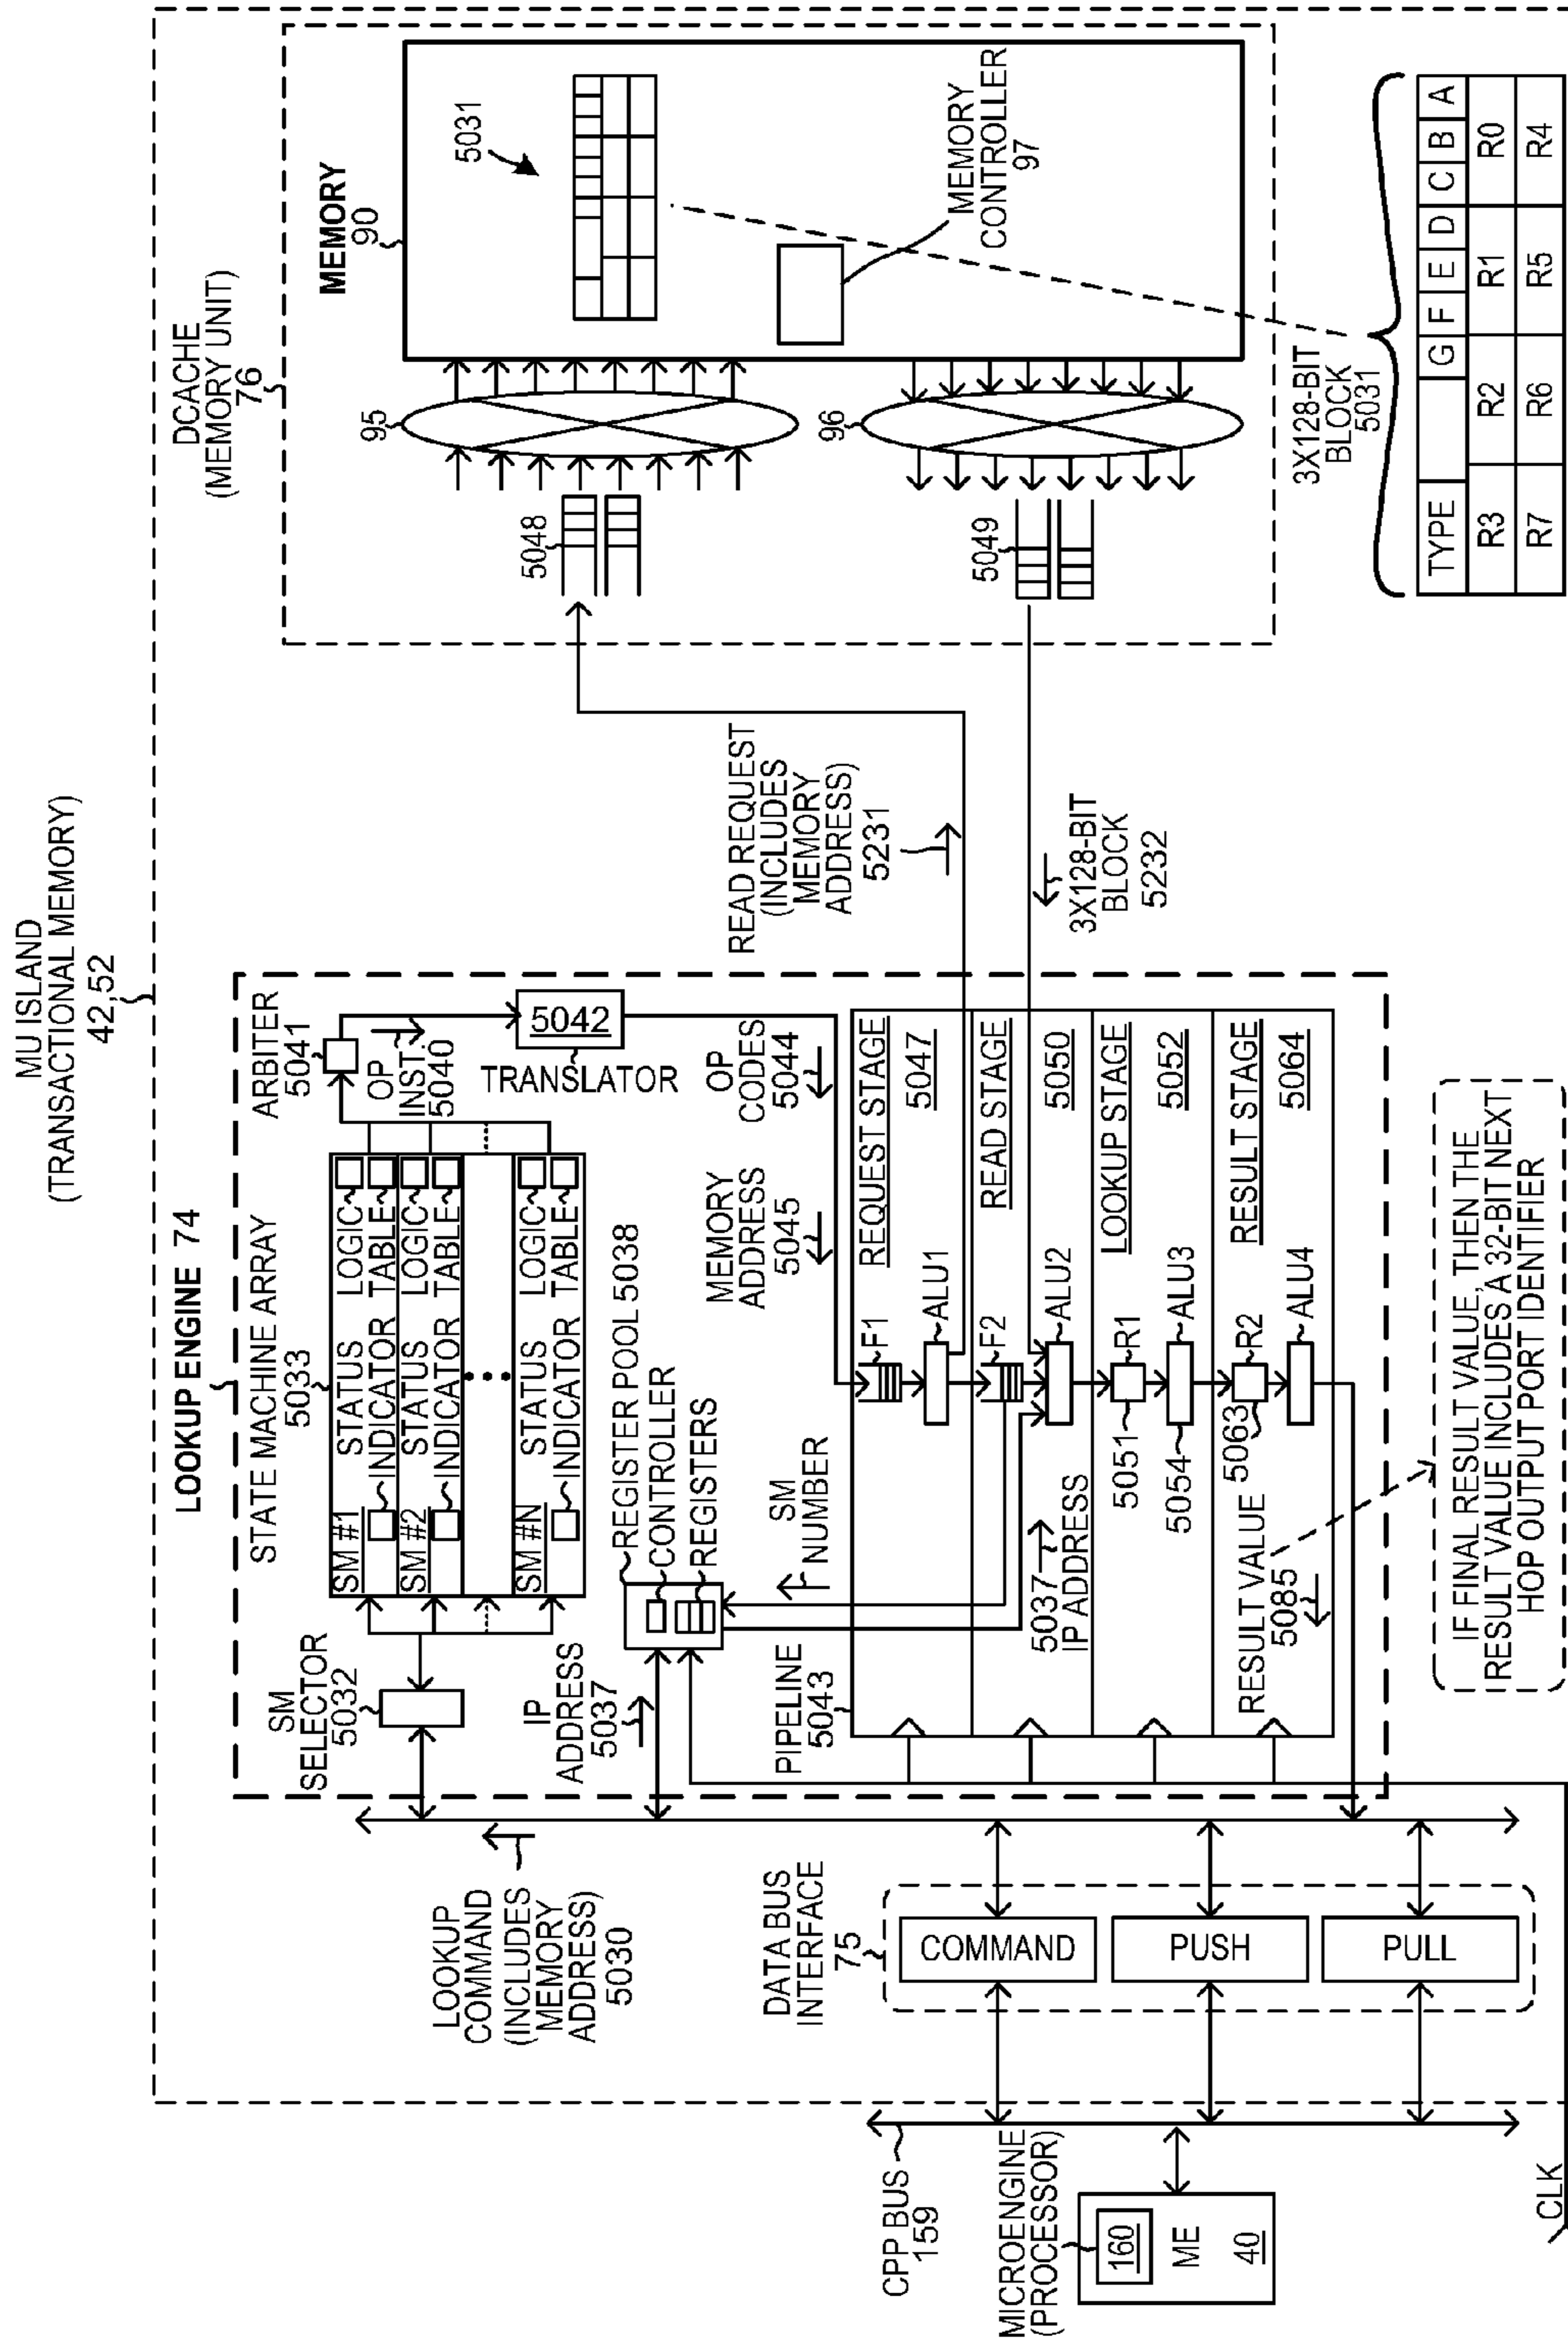 MU ISLAND
(TRANSACTIONAL MEMORY)
42,52
LOOKUP ENGINE 74
STATE MACHINE ARRAY
5033
SM
SELECTOR
5032
SM #1
STATUS
INDICATOR
LOGIC
TABLE
SM #2
STATUS
INDICATOR
LOGIC
TABLE
SM #N
STATUS
INDICATOR
LOGIC
TABLE
ARBITER
5041
OP
INST.
5040
5042
TRANSLATOR
LOOKUP
COMMAND
(INCLUDES
MEMORY
ADDRESS)
5030
IP
ADDRESS
5037
REGISTER POOL 5038
CONTROLLER
REGISTERS
SM
NUMBER
MEMORY
ADDRESS
5045
OP
CODES
5044
PIPELINE
5043
F1
REQUEST STAGE
ALU1
5047
F2
READ STAGE
5037
IP ADDRESS
ALU2
5050
R1
5051
LOOKUP STAGE
5054
ALU3
5052
5063
R2
RESULT STAGE
RESULT VALUE
5085
ALU4
5064
IF FINAL RESULT VALUE, THEN THE
RESULT VALUE INCLUDES A 32-BIT NEXT
HOP OUTPUT PORT IDENTIFIER
DATA BUS
INTERFACE
75
COMMAND
PUSH
PULL
CPP BUS
159
MICROENGINE
(PROCESSOR)
160
ME
40
CLK
READ REQUEST
(INCLUDES
MEMORY
ADDRESS)
5231
3X128-BIT
BLOCK
5232
DCACHE
(MEMORY UNIT)
76
MEMORY
90
5031
95
96
5048
5049
MEMORY
CONTROLLER
97
3X128-BIT
BLOCK
5031
TYPE G F E D C B A
R3 R2 R1 R0
R7 R6 R5 R4